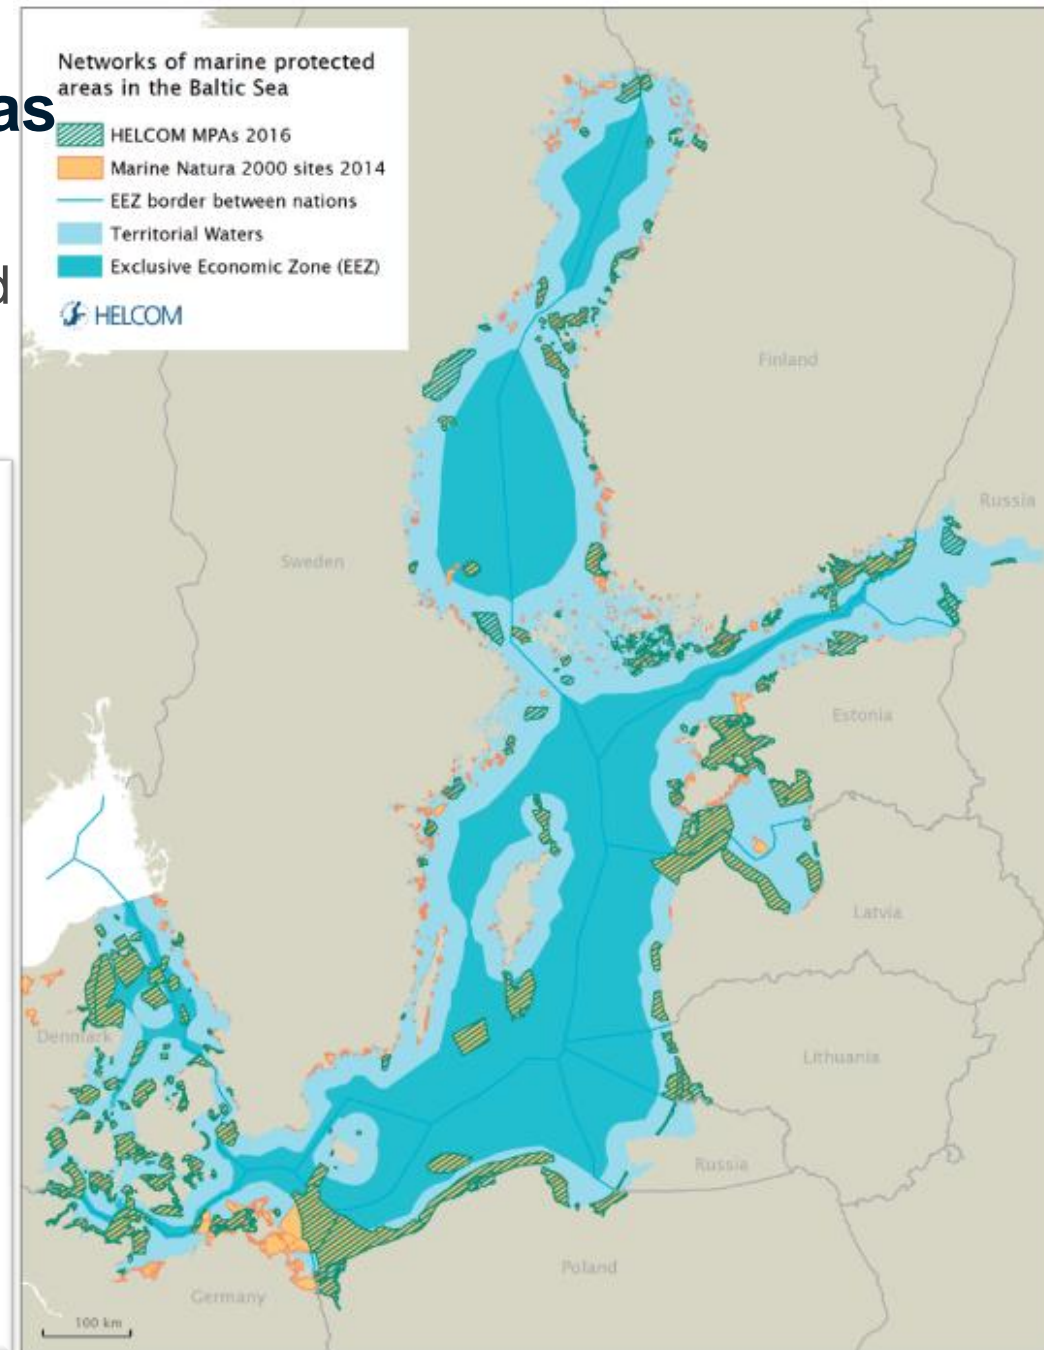 as
d
Networks of marine protected
areas in the Baltic Sea
HELCOM MPAs 2016
Marine Natura 2000 sites 2014
EEZ border between nations
Territorial Waters
Exclusive Economic Zone (EEZ)
HELCOM
Finland
Russia
Sweden
Estonia
Latvia
Denmark
Lithuania
Russia
Poland
Germany
100 km